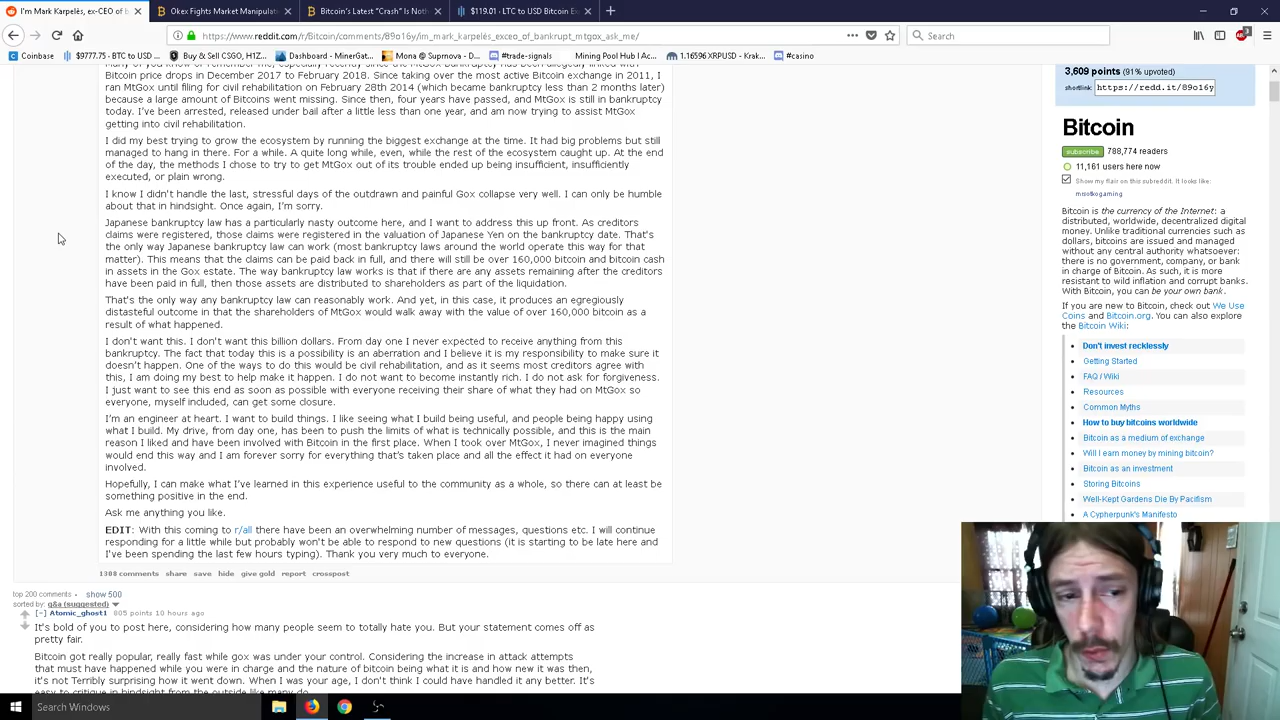 I'm Mark Karpelès, ex-CEO of b
Okex Fights Market Manipulat
Bitcoin's Latest "Crash" Is Noth
$119.01 - LTC to USD Bitcoin Ex
https://www.reddit.com/r/Bitcoin/comments/89o16y/im_mark_karpelès_exceo_of_bankrupt_mtgox_ask_me/
Search
Coinbase
$9777.75 - BTC to USD ...
Buy & Sell CSGO, H1Z...
Mona @ Suprnova - D...
#trade-signals
Mining Pool Hub | Ac...
1.16596 XRPUSD - Krak...
#casino
Bitcoin price drops in December 2017 to February 2018. Since taking over the most active Bitcoin exchange in 2011, I
ran MtGox until filing for civil rehabilitation on February 28th 2014 (which became bankruptcy less than 2 months later)
because a large amount of Bitcoins went missing. Since then, four years have passed, and MtGox is still in bankruptcy
today. I've been arrested, released under bail after a little less than one year, and am now trying to assist MtGox
getting into civil rehabilitation.
I did my best trying to grow the ecosystem by running the biggest exchange at the time. It had big problems but still
managed to hang in there. For a while. A quite long while, even, while the rest of the ecosystem caught up. At the end
of the day, the methods I chose to try to get MtGox out of its trouble ended up being insufficient, insufficiently
executed, or plain wrong.
I know I didn't handle the last, stressful days of the outdrawn and painful Gox collapse very well. I can only be humble
about that in hindsight. Once again, I'm sorry.
Japanese bankruptcy law has a particularly nasty outcome here, and I want to address this up front. As creditors
claims were registered, those claims were registered in the valuation of Japanese Yen on the bankruptcy date. That's
the only way Japanese bankruptcy law can work (most bankruptcy laws around the world operate this way for that
matter). This means that the claims can be paid back in full, and there will still be over 160,000 bitcoin and bitcoin cash
in assets in the Gox estate. The way bankruptcy law works is that if there are any assets remaining after the creditors
have been paid in full, then those assets are distributed to shareholders as part of the liquidation.
That's the only way any bankruptcy law can reasonably work. And yet, in this case, it produces an egregiously
distasteful outcome in that the shareholders of MtGox would walk away with the value of over 160,000 bitcoin as a
result of what happened.
I don't want this. I don't want this billion dollars. From day one I never expected to receive anything from this
bankruptcy. The fact that today this is a possibility is an aberration and I believe it is my responsibility to make sure it
doesn't happen. One of the ways to do this would be civil rehabilitation, and as it seems most creditors agree with
this, I am doing my best to help make it happen. I do not want to become instantly rich. I do not ask for forgiveness.
I just want to see this end as soon as possible with everyone receiving their share of what they had on MtGox so
everyone, myself included, can get some closure.
I'm an engineer at heart. I want to build things. I like seeing what I build being useful, and people being happy using
what I build. My drive, from day one, has been to push the limits of what is technically possible, and this is the main
reason I liked and have been involved with Bitcoin in the first place. When I took over MtGox, I never imagined things
would end this way and I am forever sorry for everything that's taken place and all the effect it had on everyone
involved.
Hopefully, I can make what I've learned in this experience useful to the community as a whole, so there can at least be
something positive in the end.
Ask me anything you like.
EDIT: With this coming to r/all there have been an overwhelming number of messages, questions etc. I will continue
responding for a little while but probably won't be able to respond to new questions (it is starting to be late here and
I've been spending the last few hours typing). Thank you very much to everyone.
1388 comments share save hide give gold report crosspost
top 200 comments show 500
sorted by: q&a (suggested)
[-] Atomic_ghost1 805 points 10 hours ago
It's bold of you to post here, considering how many people seem to totally hate you. But your statement comes off as
pretty fair.
Bitcoin got really popular, really fast while gox was under your control. Considering the increase in attack attempts
that must have happened while you were in charge and the nature of bitcoin being what it is and how new it was then,
it's not Terribly surprising how it went down. When I was your age, I don't think I could have handled it any better. It's
easy to critique in hindsight from the outside like many do.
3,609 points (91% upvoted)
shortlink: https://redd.it/89o16y
Bitcoin
subscribe 788,774 readers
11,161 users here now
Show my flair on this subreddit. It looks like:
Bitcoin is the currency of the Internet: a
distributed, worldwide, decentralized digital
money. Unlike traditional currencies such as
dollars, bitcoins are issued and managed
without any central authority whatsoever:
there is no government, company, or bank
in charge of Bitcoin. As such, it is more
resistant to wild inflation and corrupt banks.
With Bitcoin, you can be your own bank.
If you are new to Bitcoin, check out We Use
Coins and Bitcoin.org. You can also explore
the Bitcoin Wiki:
Don't invest recklessly
Getting Started
FAQ / Wiki
Resources
Common Myths
How to buy bitcoins worldwide
Bitcoin as a medium of exchange
Will I earn money by mining bitcoin?
Bitcoin as an investment
Storing Bitcoins
Well-Kept Gardens Die By Pacifism
A Cypherpunk's Manifesto
Search Windows